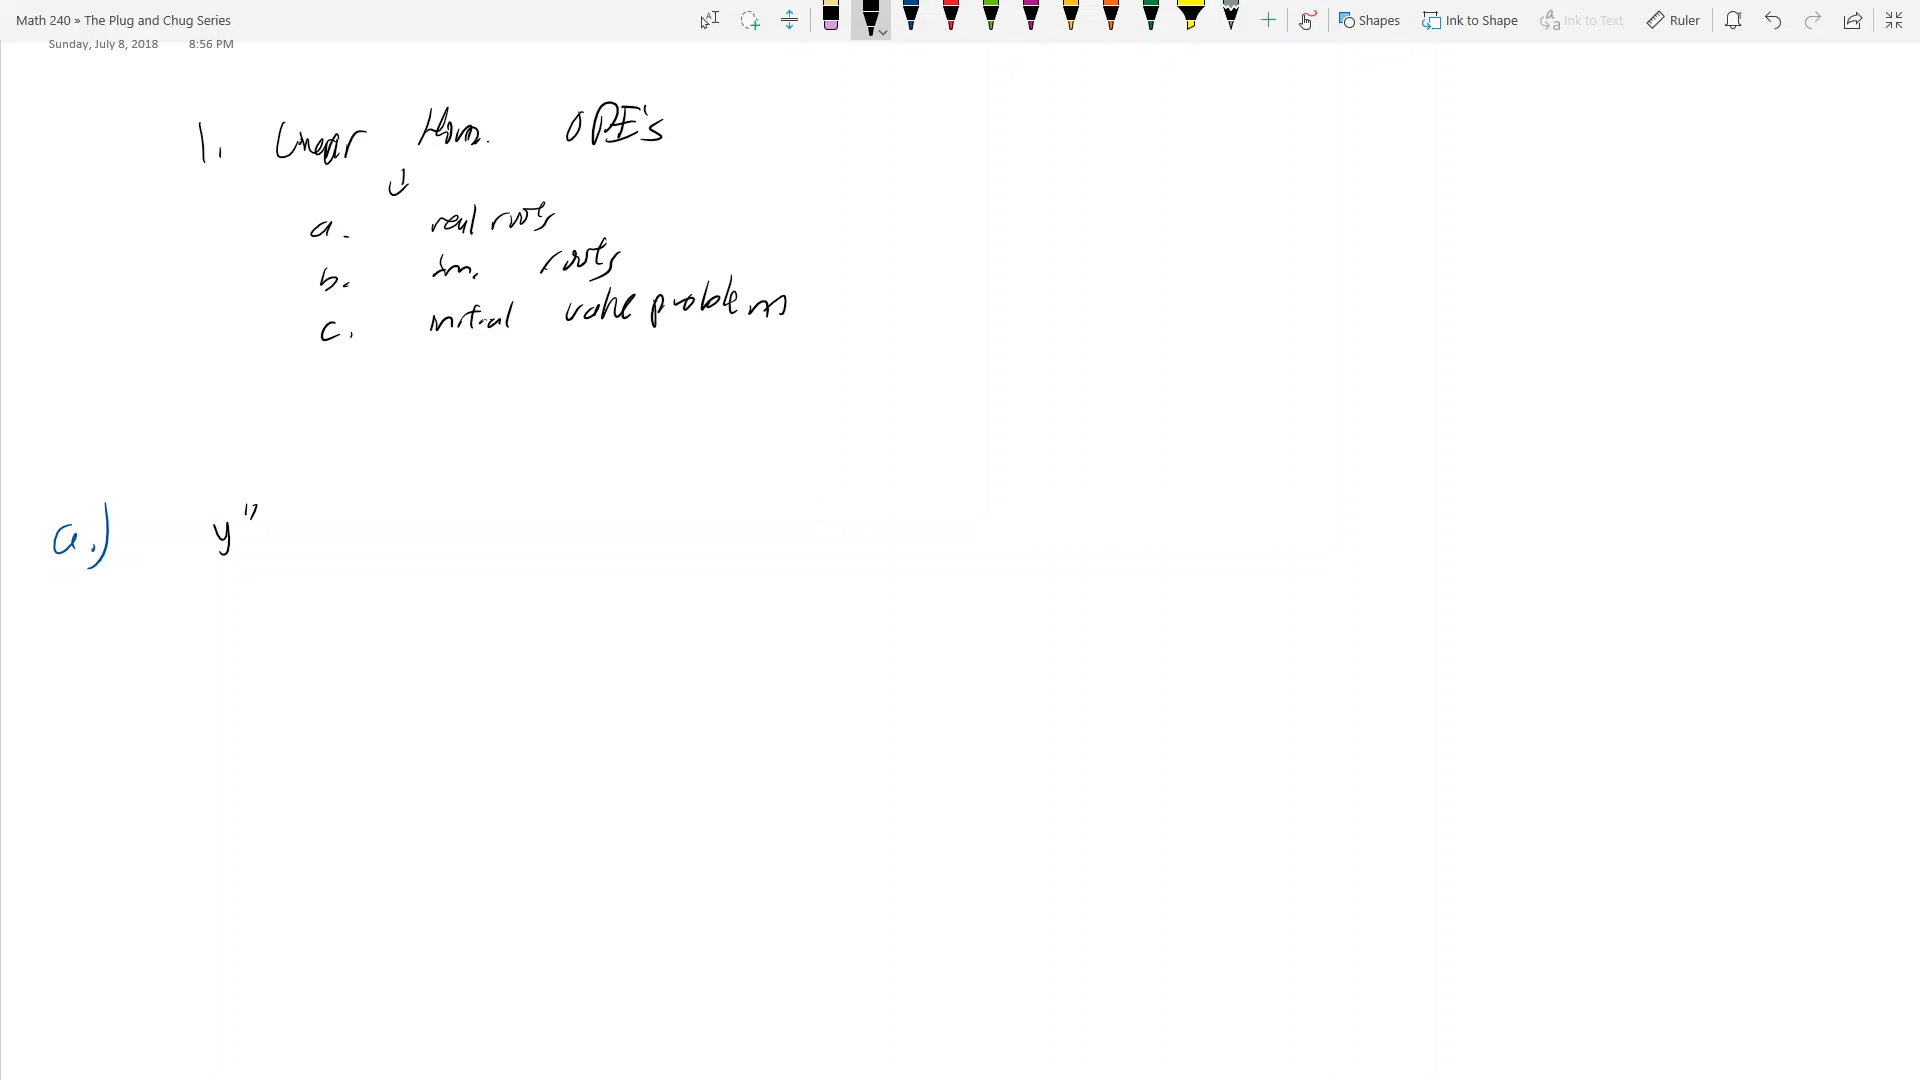 Math 240 » The Plug and Chug Series
Shapes
Ink to Shape
Ink to Text
Ruler
Sunday, July 8, 2018 8:56 PM
1. Linear Hom. ODE's
a. real roots
b. im. roots
c. initial value problems
a.) y"